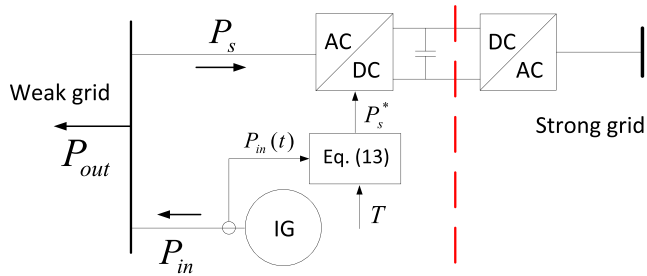 P_s
AC
DC
DC
AC
Weak grid
P_s^*
Strong grid
P_out
P_in(t)
Eq. (13)
T
IG
P_in